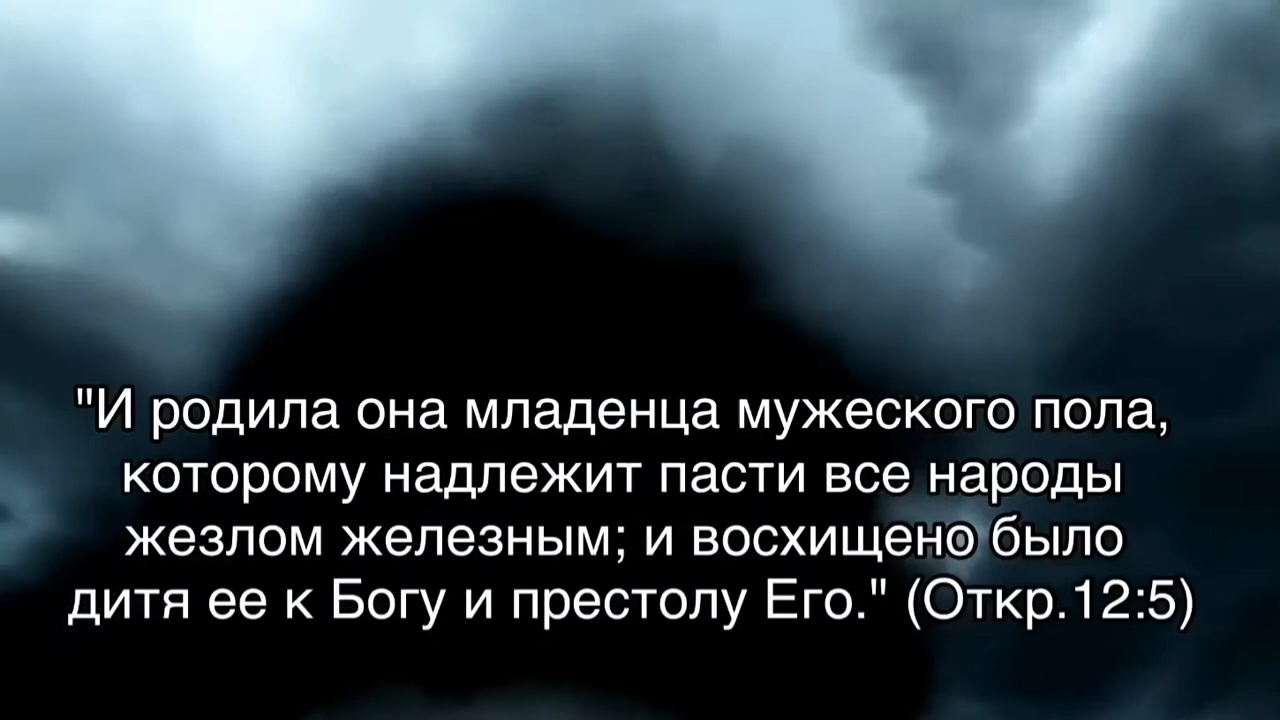 "И родила она младенца мужеского пола,
которому надлежит пасти все народы
жезлом железным; и восхищено было
дитя ее к Богу и престолу Его." (Откр.12:5)